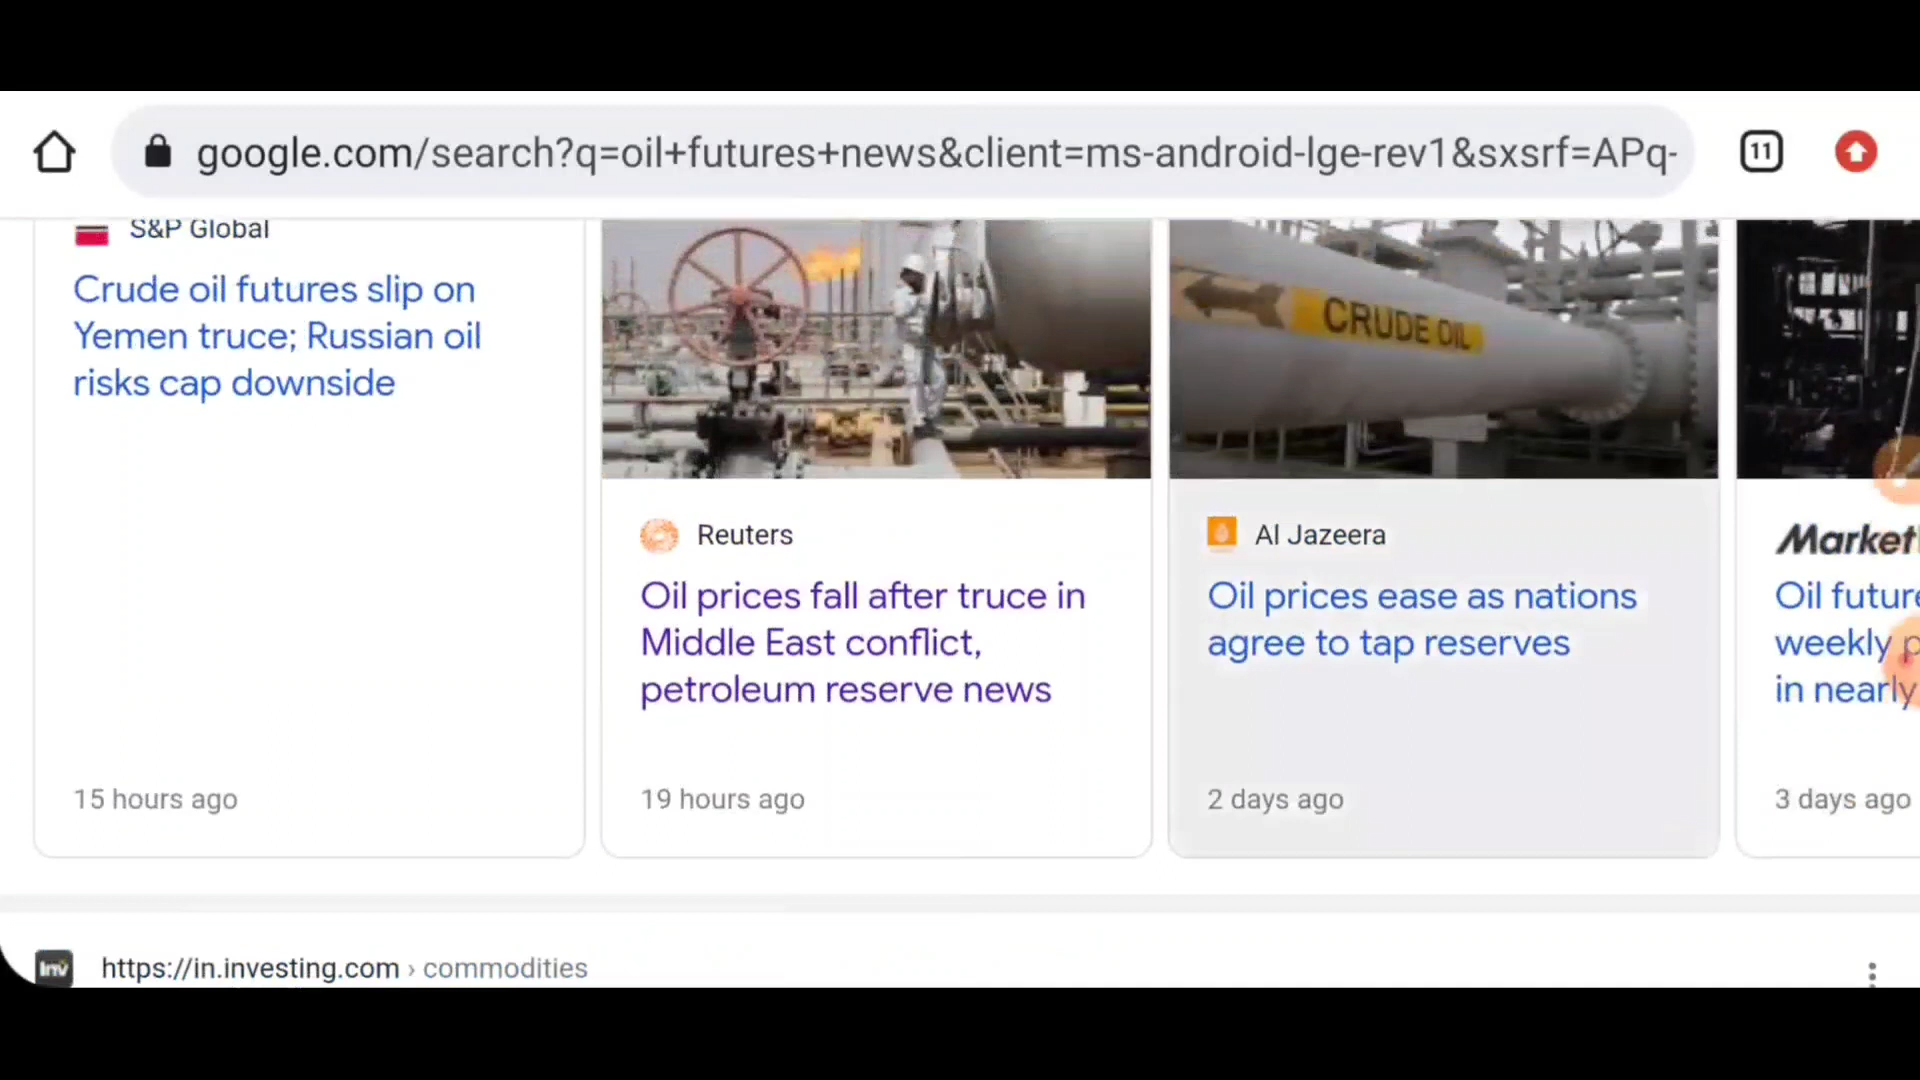 google.com/search?q=oil+futures+news&client=ms-android-lge-rev1&sxsrf=APq-
11
S&P Global
Crude oil futures slip on
Yemen truce; Russian oil
risks cap downside
15 hours ago
CRUDE OIL
Reuters
Oil prices fall after truce in
Middle East conflict,
petroleum reserve news
19 hours ago
Al Jazeera
Oil prices ease as nations
agree to tap reserves
2 days ago
Market
Oil future
weekly p
in nearly
3 days ago
Inv
https://in.investing.com › commodities